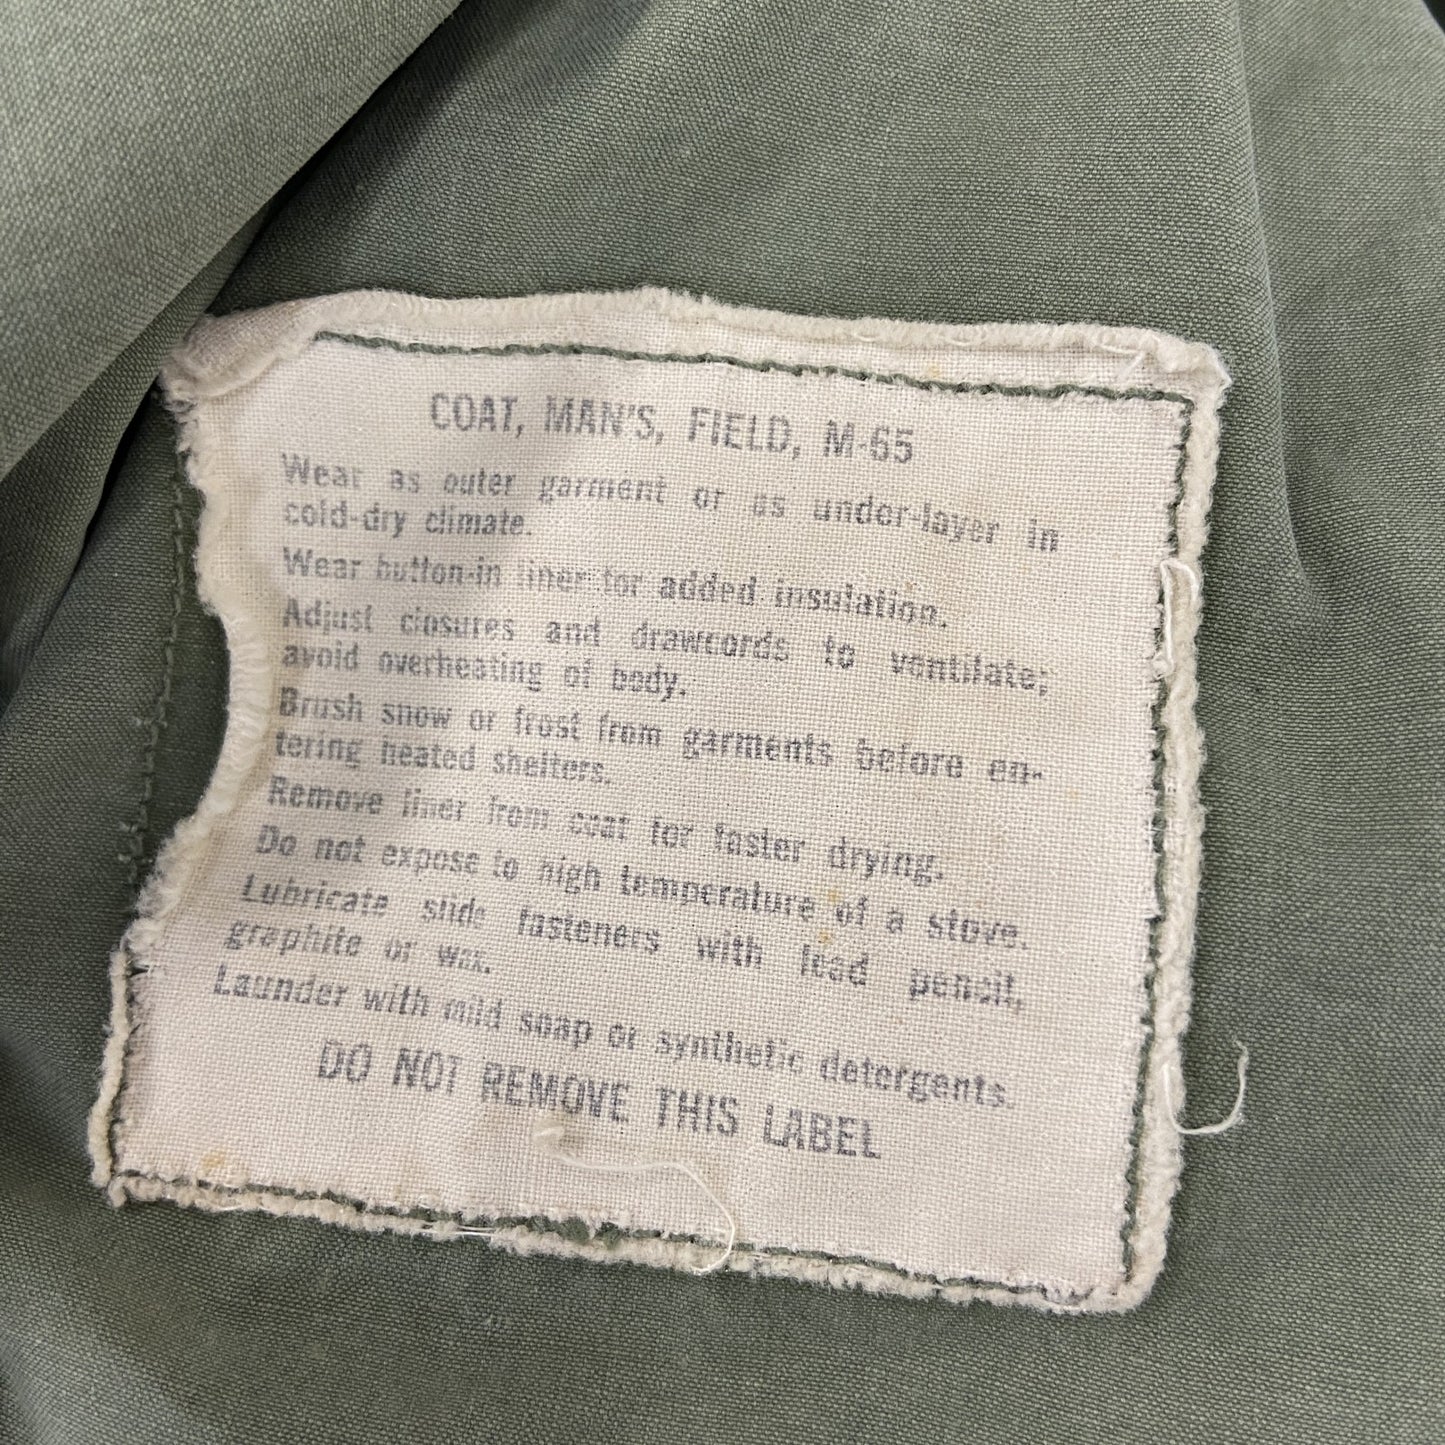 COAT, MAN'S, FIELD, M-65
Wear as outer garment or as under-layer in
cold-dry climate.
Wear button-in liner for added insulation.
Adjust closures and drawcords to ventilate;
avoid overheating of body.
Brush snow or frost from garments before en-
tering heated shelters.
Remove liner from coat for faster drying.
Do not expose to high temperature of a stove.
Lubricate slide fasteners with lead pencil,
graphite or wax.
Launder with mild soap or synthetic detergents.
DO NOT REMOVE THIS LABEL